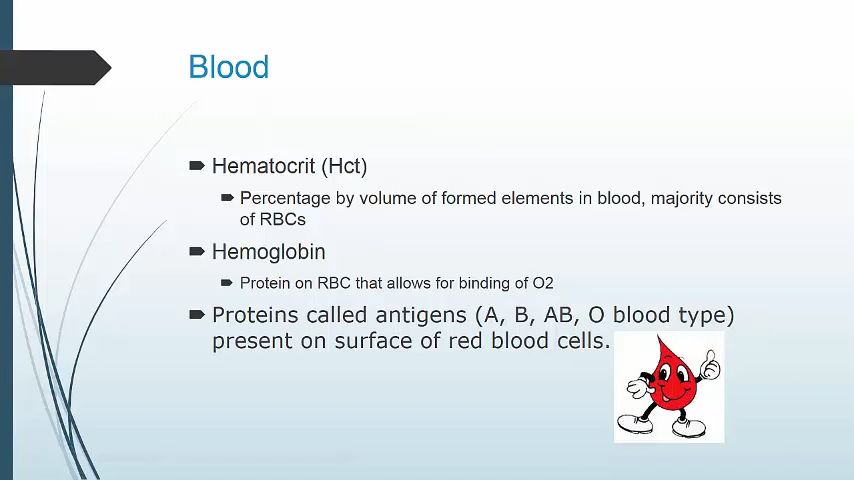 Blood
Hematocrit (Hct)
Percentage by volume of formed elements in blood, majority consists
of RBCs
Hemoglobin
Protein on RBC that allows for binding of O2
Proteins called antigens (A, B, AB, O blood type)
present on surface of red blood cells.